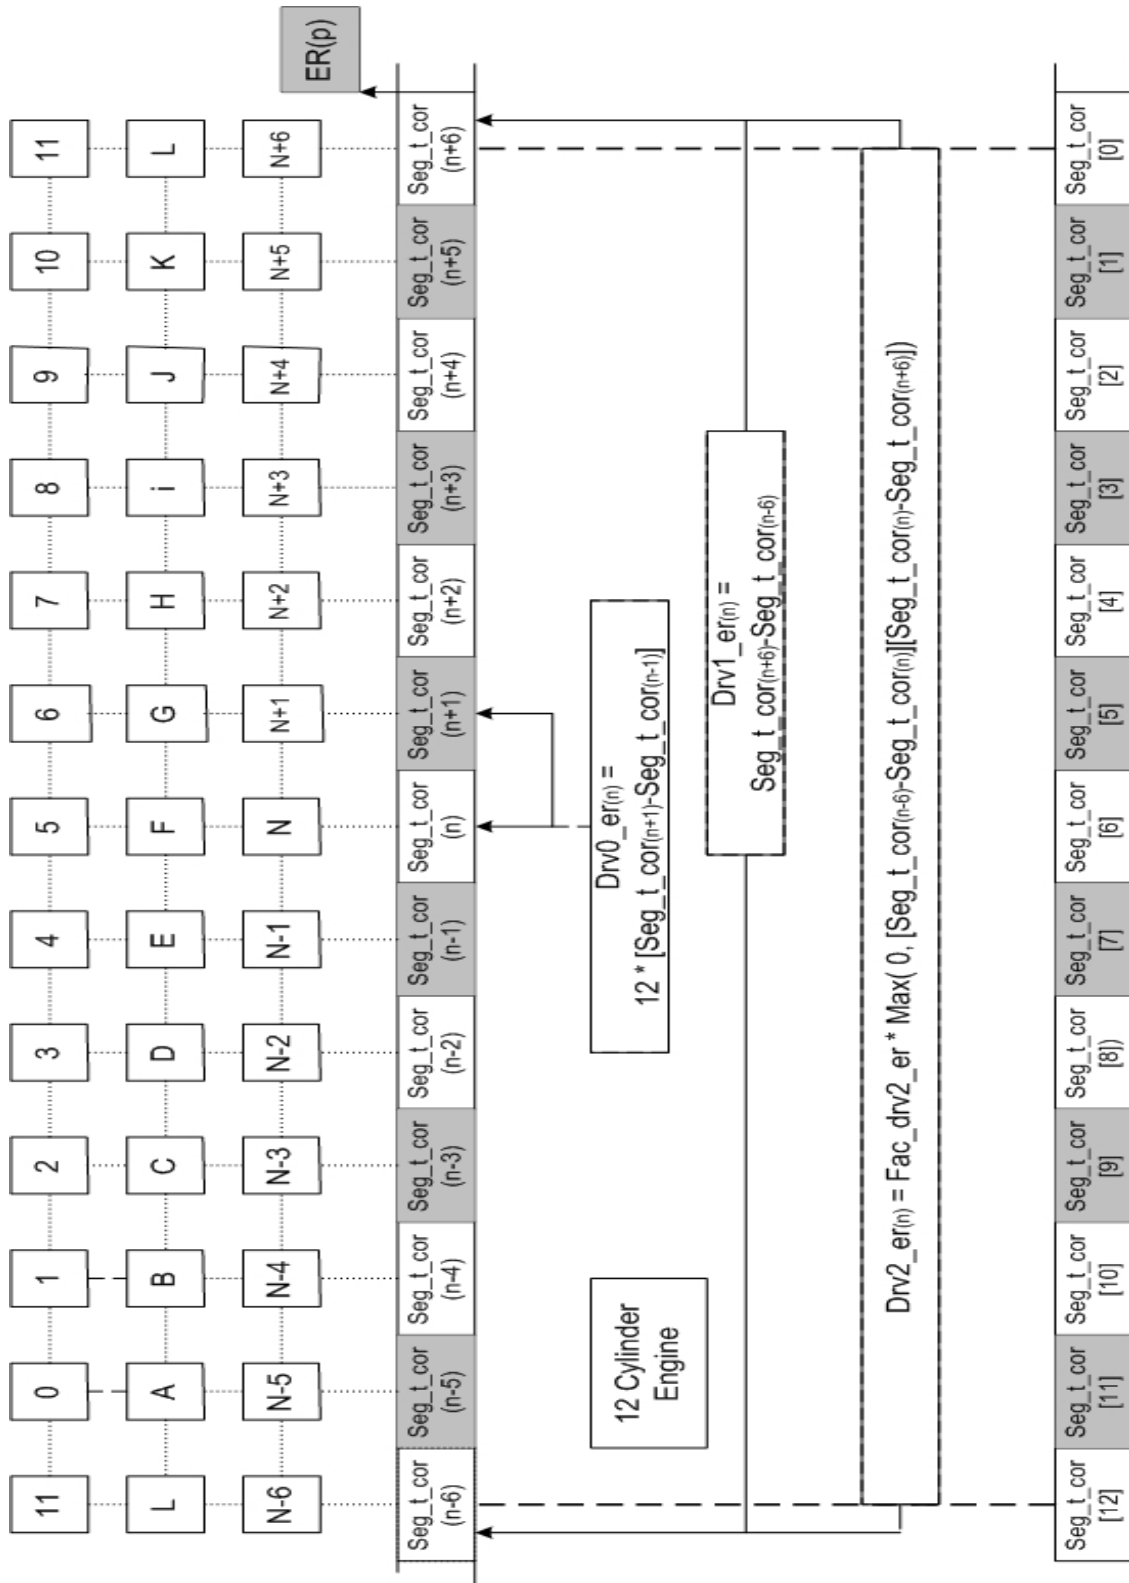 11 0 1 2 3 4 5 6 7 8 9 10 11
L A B C D E F G H i J K L
N-6 N-5 N-4 N-3 N-2 N-1 N N+1 N+2 N+3 N+4 N+5 N+6
ER(p)
Seg_t_cor Seg_t_cor Seg_t_cor Seg_t_cor Seg_t_cor Seg_t_cor Seg_t_cor Seg_t_cor Seg_t_cor Seg_t_cor Seg_t_cor Seg_t_cor Seg_t_cor
(n-6) (n-5) (n-4) (n-3) (n-2) (n-1) (n) (n+1) (n+2) (n+3) (n+4) (n+5) (n+6)
12 Cylinder
Engine
Drv0_er(n) =
12 * [Seg_t_cor(n+1)-Seg_t_cor(n-1)]
Drv1_er(n) =
Seg_t_cor(n+6)-Seg_t_cor(n-6)
Drv2_er(n) = Fac_drv2_er * Max( 0, [Seg_t_cor(n-6)-Seg_t_cor(n)][Seg_t_cor(n)-Seg_t_cor(n+6)])
Seg_t_cor Seg_t_cor Seg_t_cor Seg_t_cor Seg_t_cor Seg_t_cor Seg_t_cor Seg_t_cor Seg_t_cor Seg_t_cor Seg_t_cor Seg_t_cor Seg_t_cor
[12] [11] [10] [9] [8]) [7] [6] [5] [4] [3] [2] [1] [0]